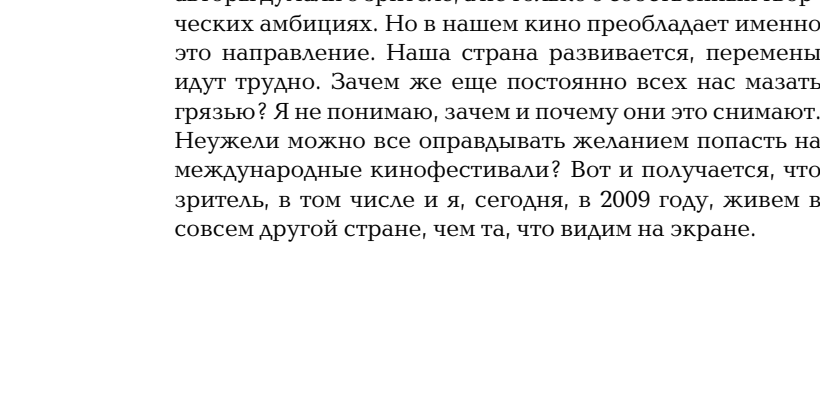 ческих амбициях. Но в нашем кино преобладает именно
это направление. Наша страна развивается, перемены
идут трудно. Зачем же еще постоянно всех нас мазать
грязью? Я не понимаю, зачем и почему они это снимают.
Неужели можно все оправдывать желанием попасть на
международные кинофестивали? Вот и получается, что
зритель, в том числе и я, сегодня, в 2009 году, живем в
совсем другой стране, чем та, что видим на экране.